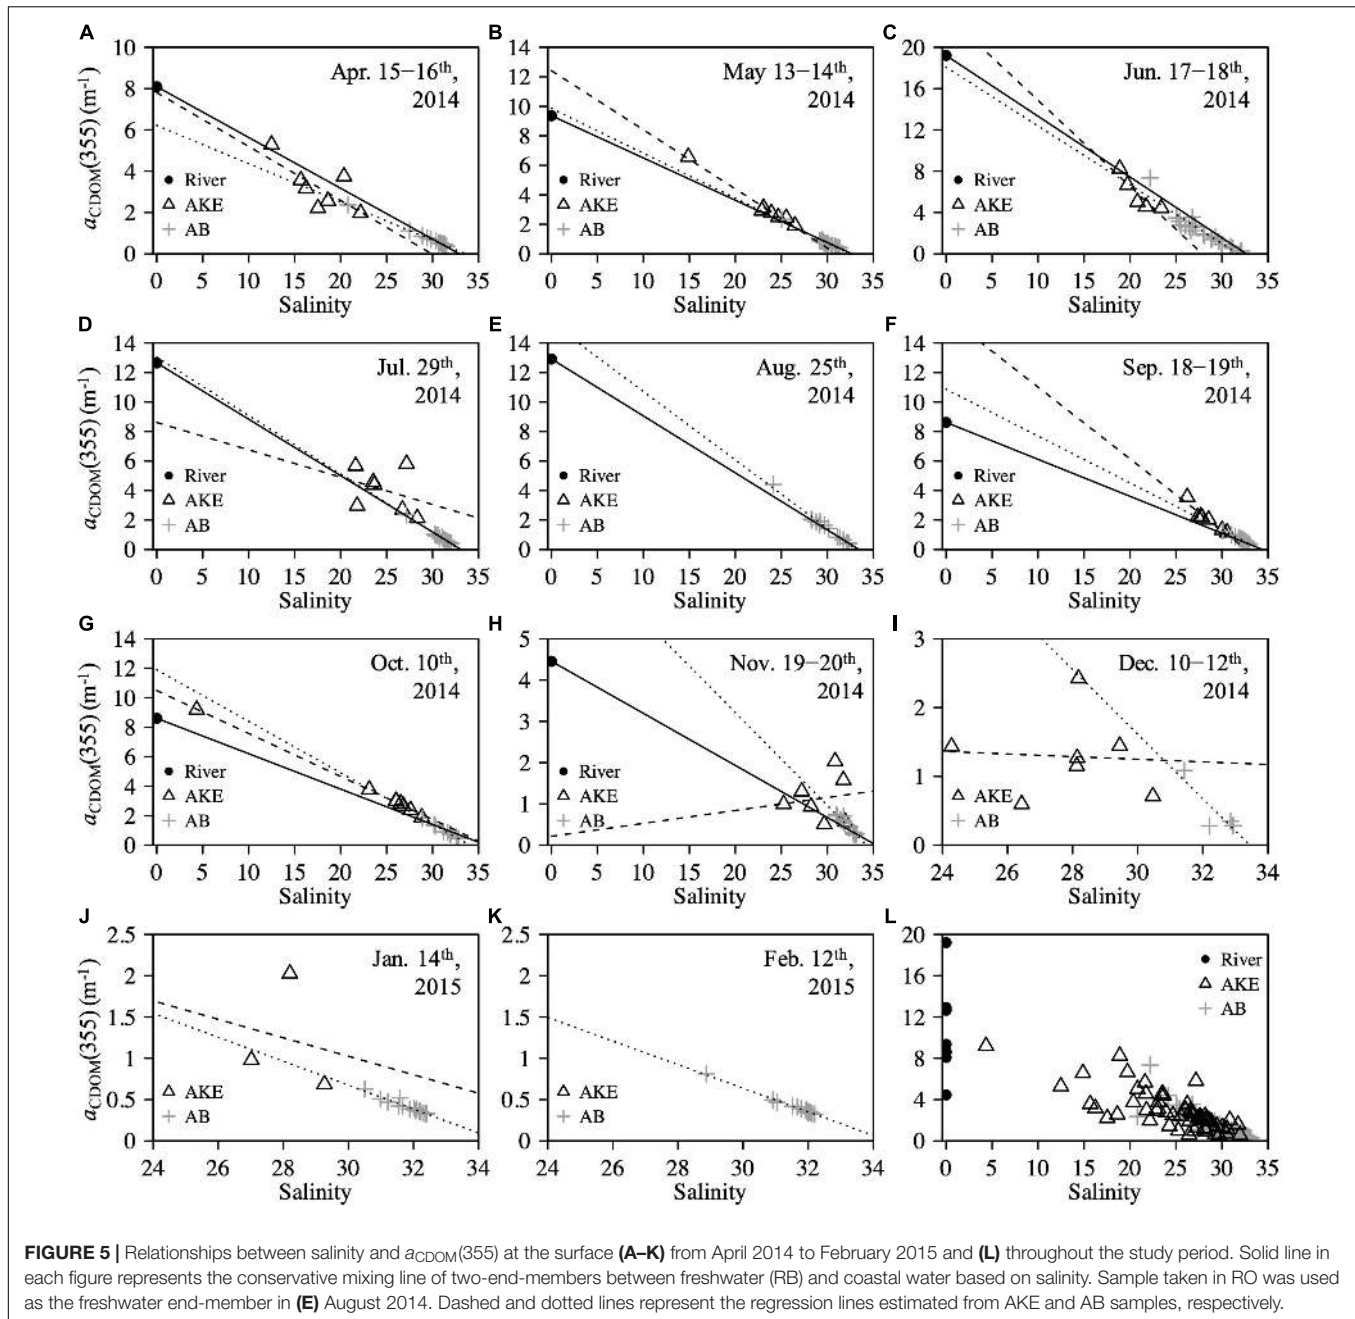 A
10
8
6
4
2
0
aCDOM(355) (m-1)
Apr. 15−16th,
2014
River
AKE
AB
0 5 10 15 20 25 30 35
Salinity
B
14
12
10
8
6
4
2
0
May 13−14th,
2014
River
AKE
AB
0 5 10 15 20 25 30 35
Salinity
C
20
16
12
8
4
0
Jun. 17−18th,
2014
River
AKE
AB
0 5 10 15 20 25 30 35
Salinity
D
14
12
10
8
6
4
2
0
aCDOM(355) (m-1)
Jul. 29th,
2014
River
AKE
AB
0 5 10 15 20 25 30 35
Salinity
E
14
12
10
8
6
4
2
0
Aug. 25th,
2014
River
AKE
AB
0 5 10 15 20 25 30 35
Salinity
F
14
12
10
8
6
4
2
0
Sep. 18−19th,
2014
River
AKE
AB
0 5 10 15 20 25 30 35
Salinity
G
14
12
10
8
6
4
2
0
aCDOM(355) (m-1)
Oct. 10th,
2014
River
AKE
AB
0 5 10 15 20 25 30 35
Salinity
H
5
4
3
2
1
0
Nov. 19−20th,
2014
River
AKE
AB
0 5 10 15 20 25 30 35
Salinity
I
3
2
1
0
Dec. 10−12th,
2014
AKE
AB
24 26 28 30 32 34
Salinity
J
2.5
2
1.5
1
0.5
0
aCDOM(355) (m-1)
Jan. 14th,
2015
AKE
AB
24 26 28 30 32 34
Salinity
K
2.5
2
1.5
1
0.5
0
Feb. 12th,
2015
AKE
AB
24 26 28 30 32 34
Salinity
L
20
16
12
8
4
0
River
AKE
AB
0 5 10 15 20 25 30 35
Salinity
FIGURE 5 | Relationships between salinity and aCDOM(355) at the surface (A–K) from April 2014 to February 2015 and (L) throughout the study period. Solid line in
each figure represents the conservative mixing line of two-end-members between freshwater (RB) and coastal water based on salinity. Sample taken in RO was used
as the freshwater end-member in (E) August 2014. Dashed and dotted lines represent the regression lines estimated from AKE and AB samples, respectively.